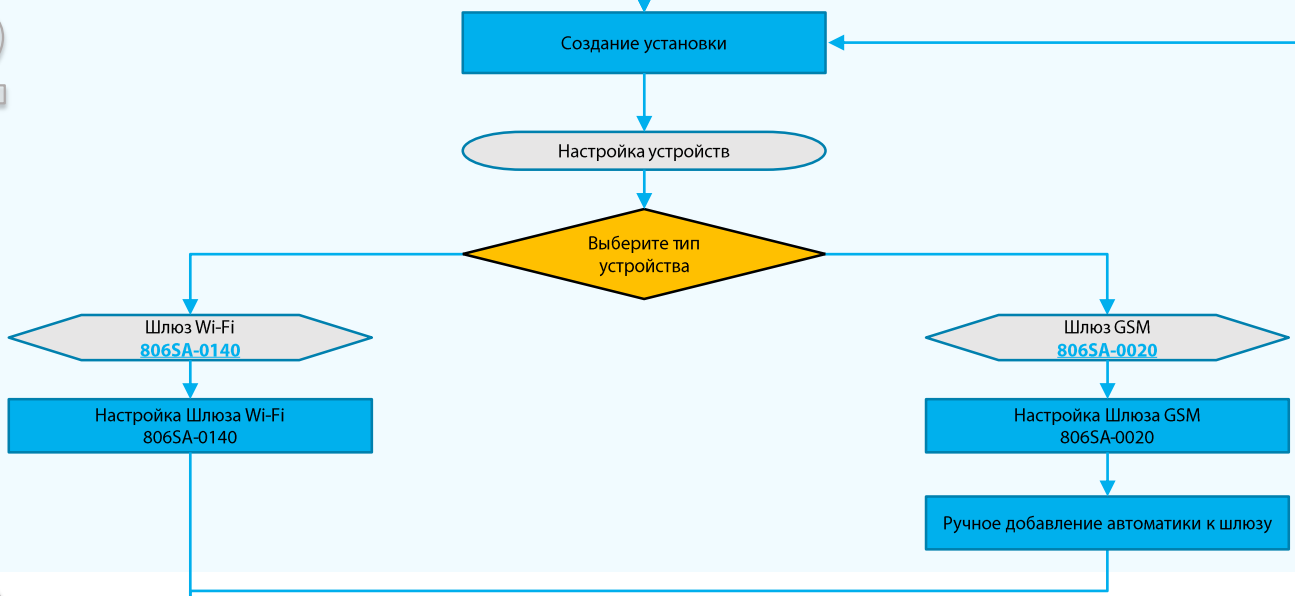 Создание установки
Настройка устройств
Выберите тип
устройства
Шлюз Wi-Fi
806SA-0140
Шлюз GSM
806SA-0020
Настройка Шлюза Wi-Fi
806SA-0140
Настройка Шлюза GSM
806SA-0020
Ручное добавление автоматики к шлюзу